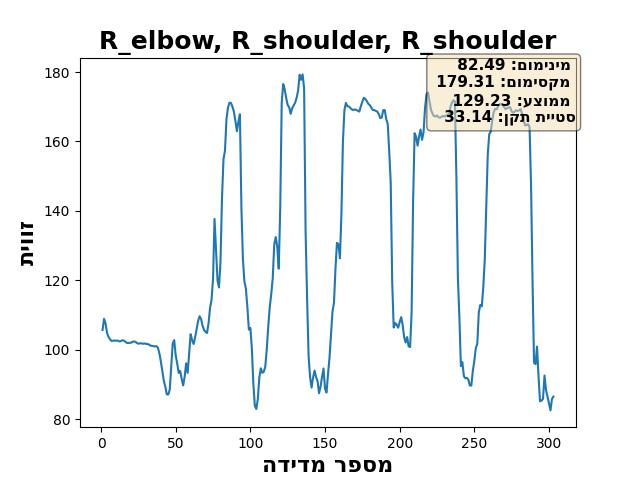 R_elbow, R_shoulder, R_shoulder
מינימום: 82.49
מקסימום: 179.31
ממוצע: 129.23
סטיית תקן: 33.14
180
160
140
120
100
80
זווית
0 50 100 150 200 250 300
מספר מדידה